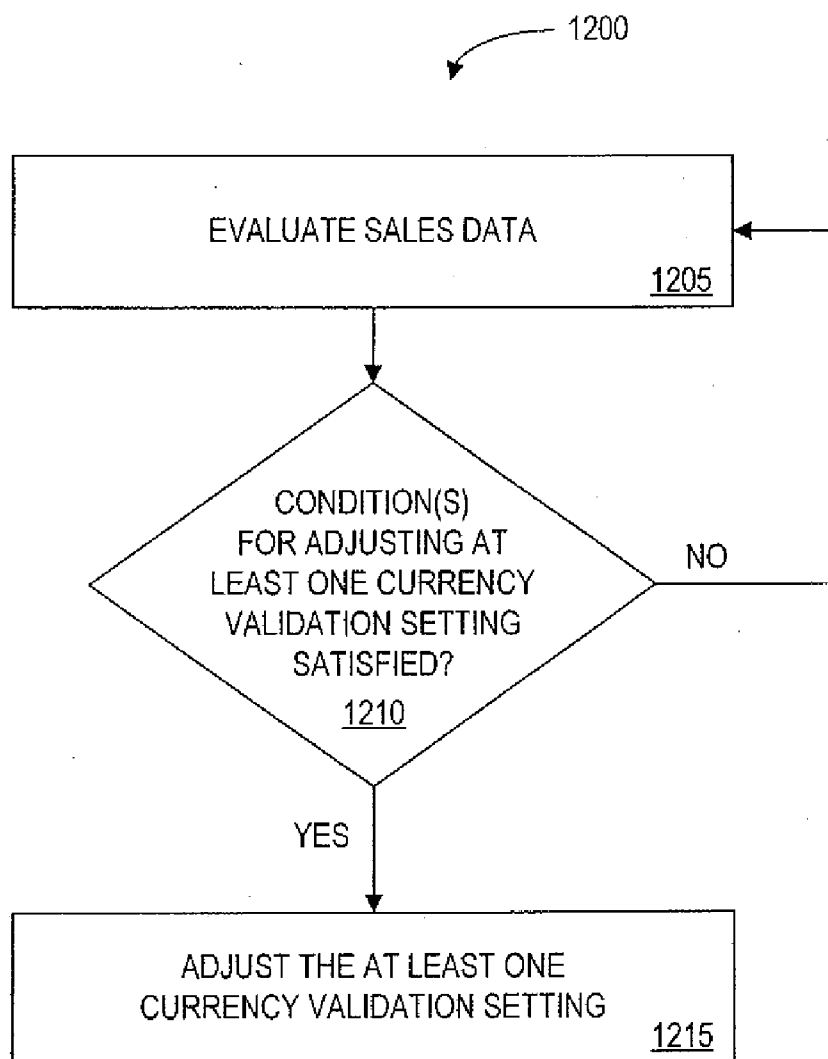 1200
EVALUATE SALES DATA
1205
CONDITION(S)
FOR ADJUSTING AT
LEAST ONE CURRENCY
VALIDATION SETTING
SATISFIED?
1210
NO
YES
ADJUST THE AT LEAST ONE
CURRENCY VALIDATION SETTING
1215